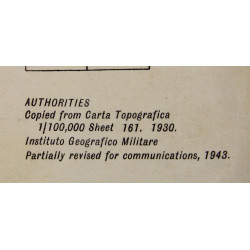 AUTHORITIES
Copied from Carta Topografica
1/100,000 Sheet 161. 1930.
Instituto Geografico Militare
Partially revised for communications, 1943.